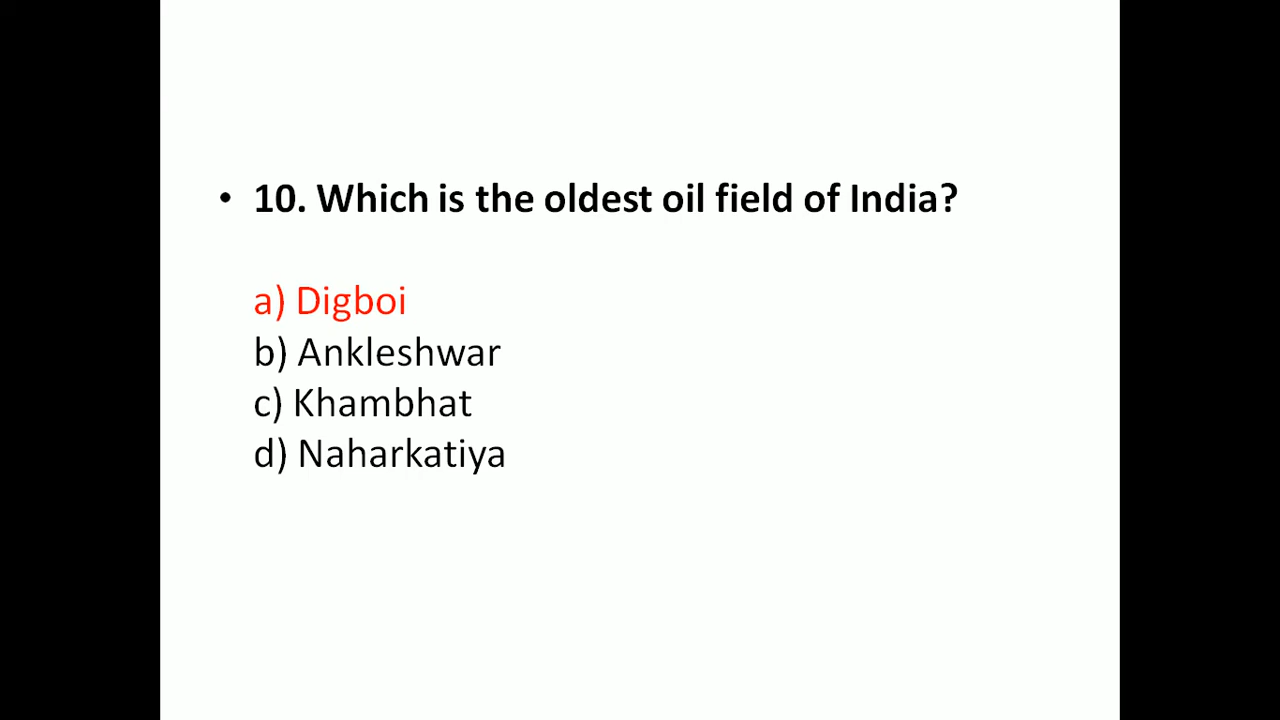 • 10. Which is the oldest oil field of India?
a) Digboi
b) Ankleshwar
c) Khambhat
d) Naharkatiya